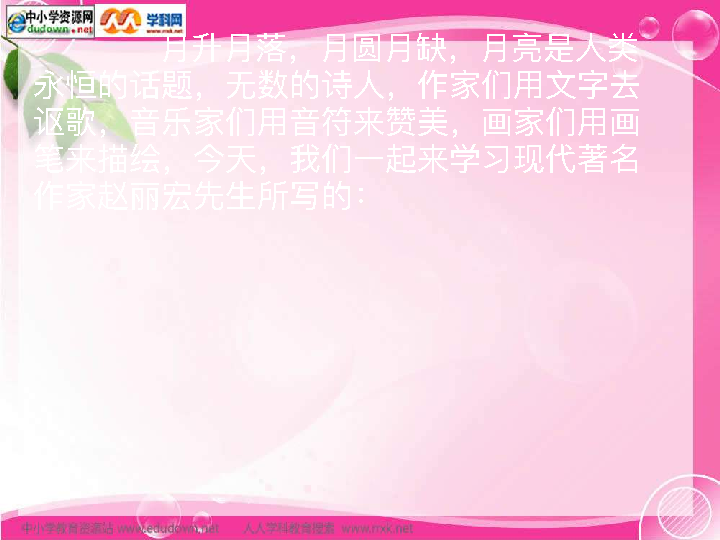 中小学资源网
edudown.net
学科网
www.nxk.net
月升月落，月圆月缺，月亮是人类
永恒的话题，无数的诗人，作家们用文字去
讴歌，音乐家们用音符来赞美，画家们用画
笔来描绘，今天，我们一起来学习现代著名
作家赵丽宏先生所写的：
中小学教育资源站 www.edudown.net 人人学科教育搜索 www.rrxk.net